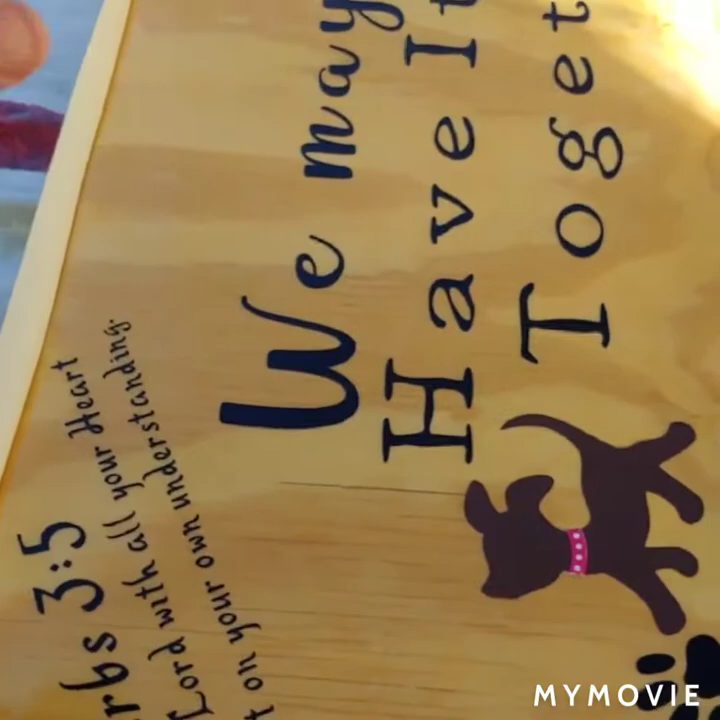 rbs 3:5
Lord with all your Heart
t on your own understanding.
We may
Have It
Toget
MYMOVIE